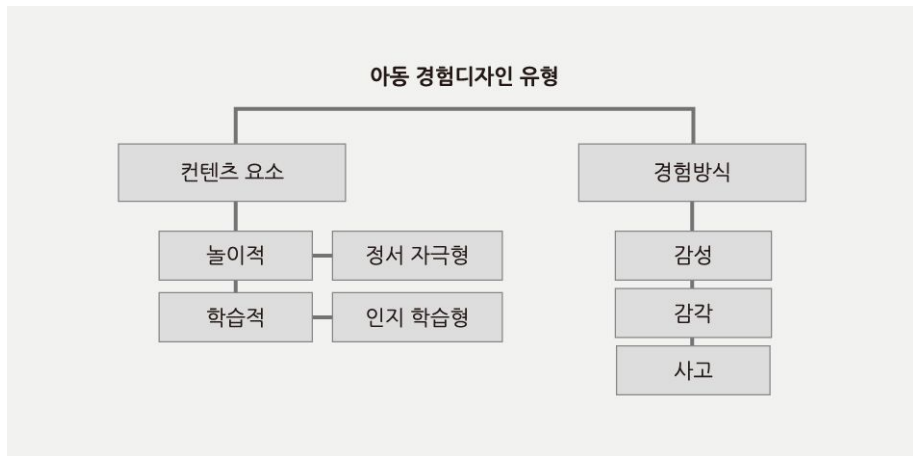 아동 경험디자인 유형
컨텐츠 요소
경험방식
놀이적
정서 자극형
감성
학습적
인지 학습형
감각
사고